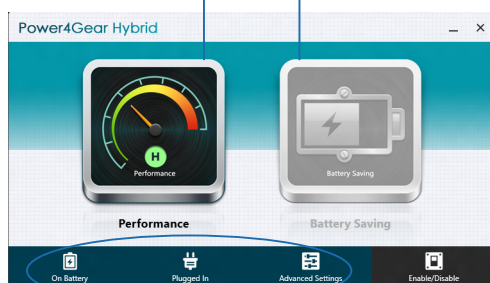 Power4Gear Hybrid
H
Performance
Battery Saving
Performance
Battery Saving
On Battery
Plugged In
Advanced Settings
Enable/Disable